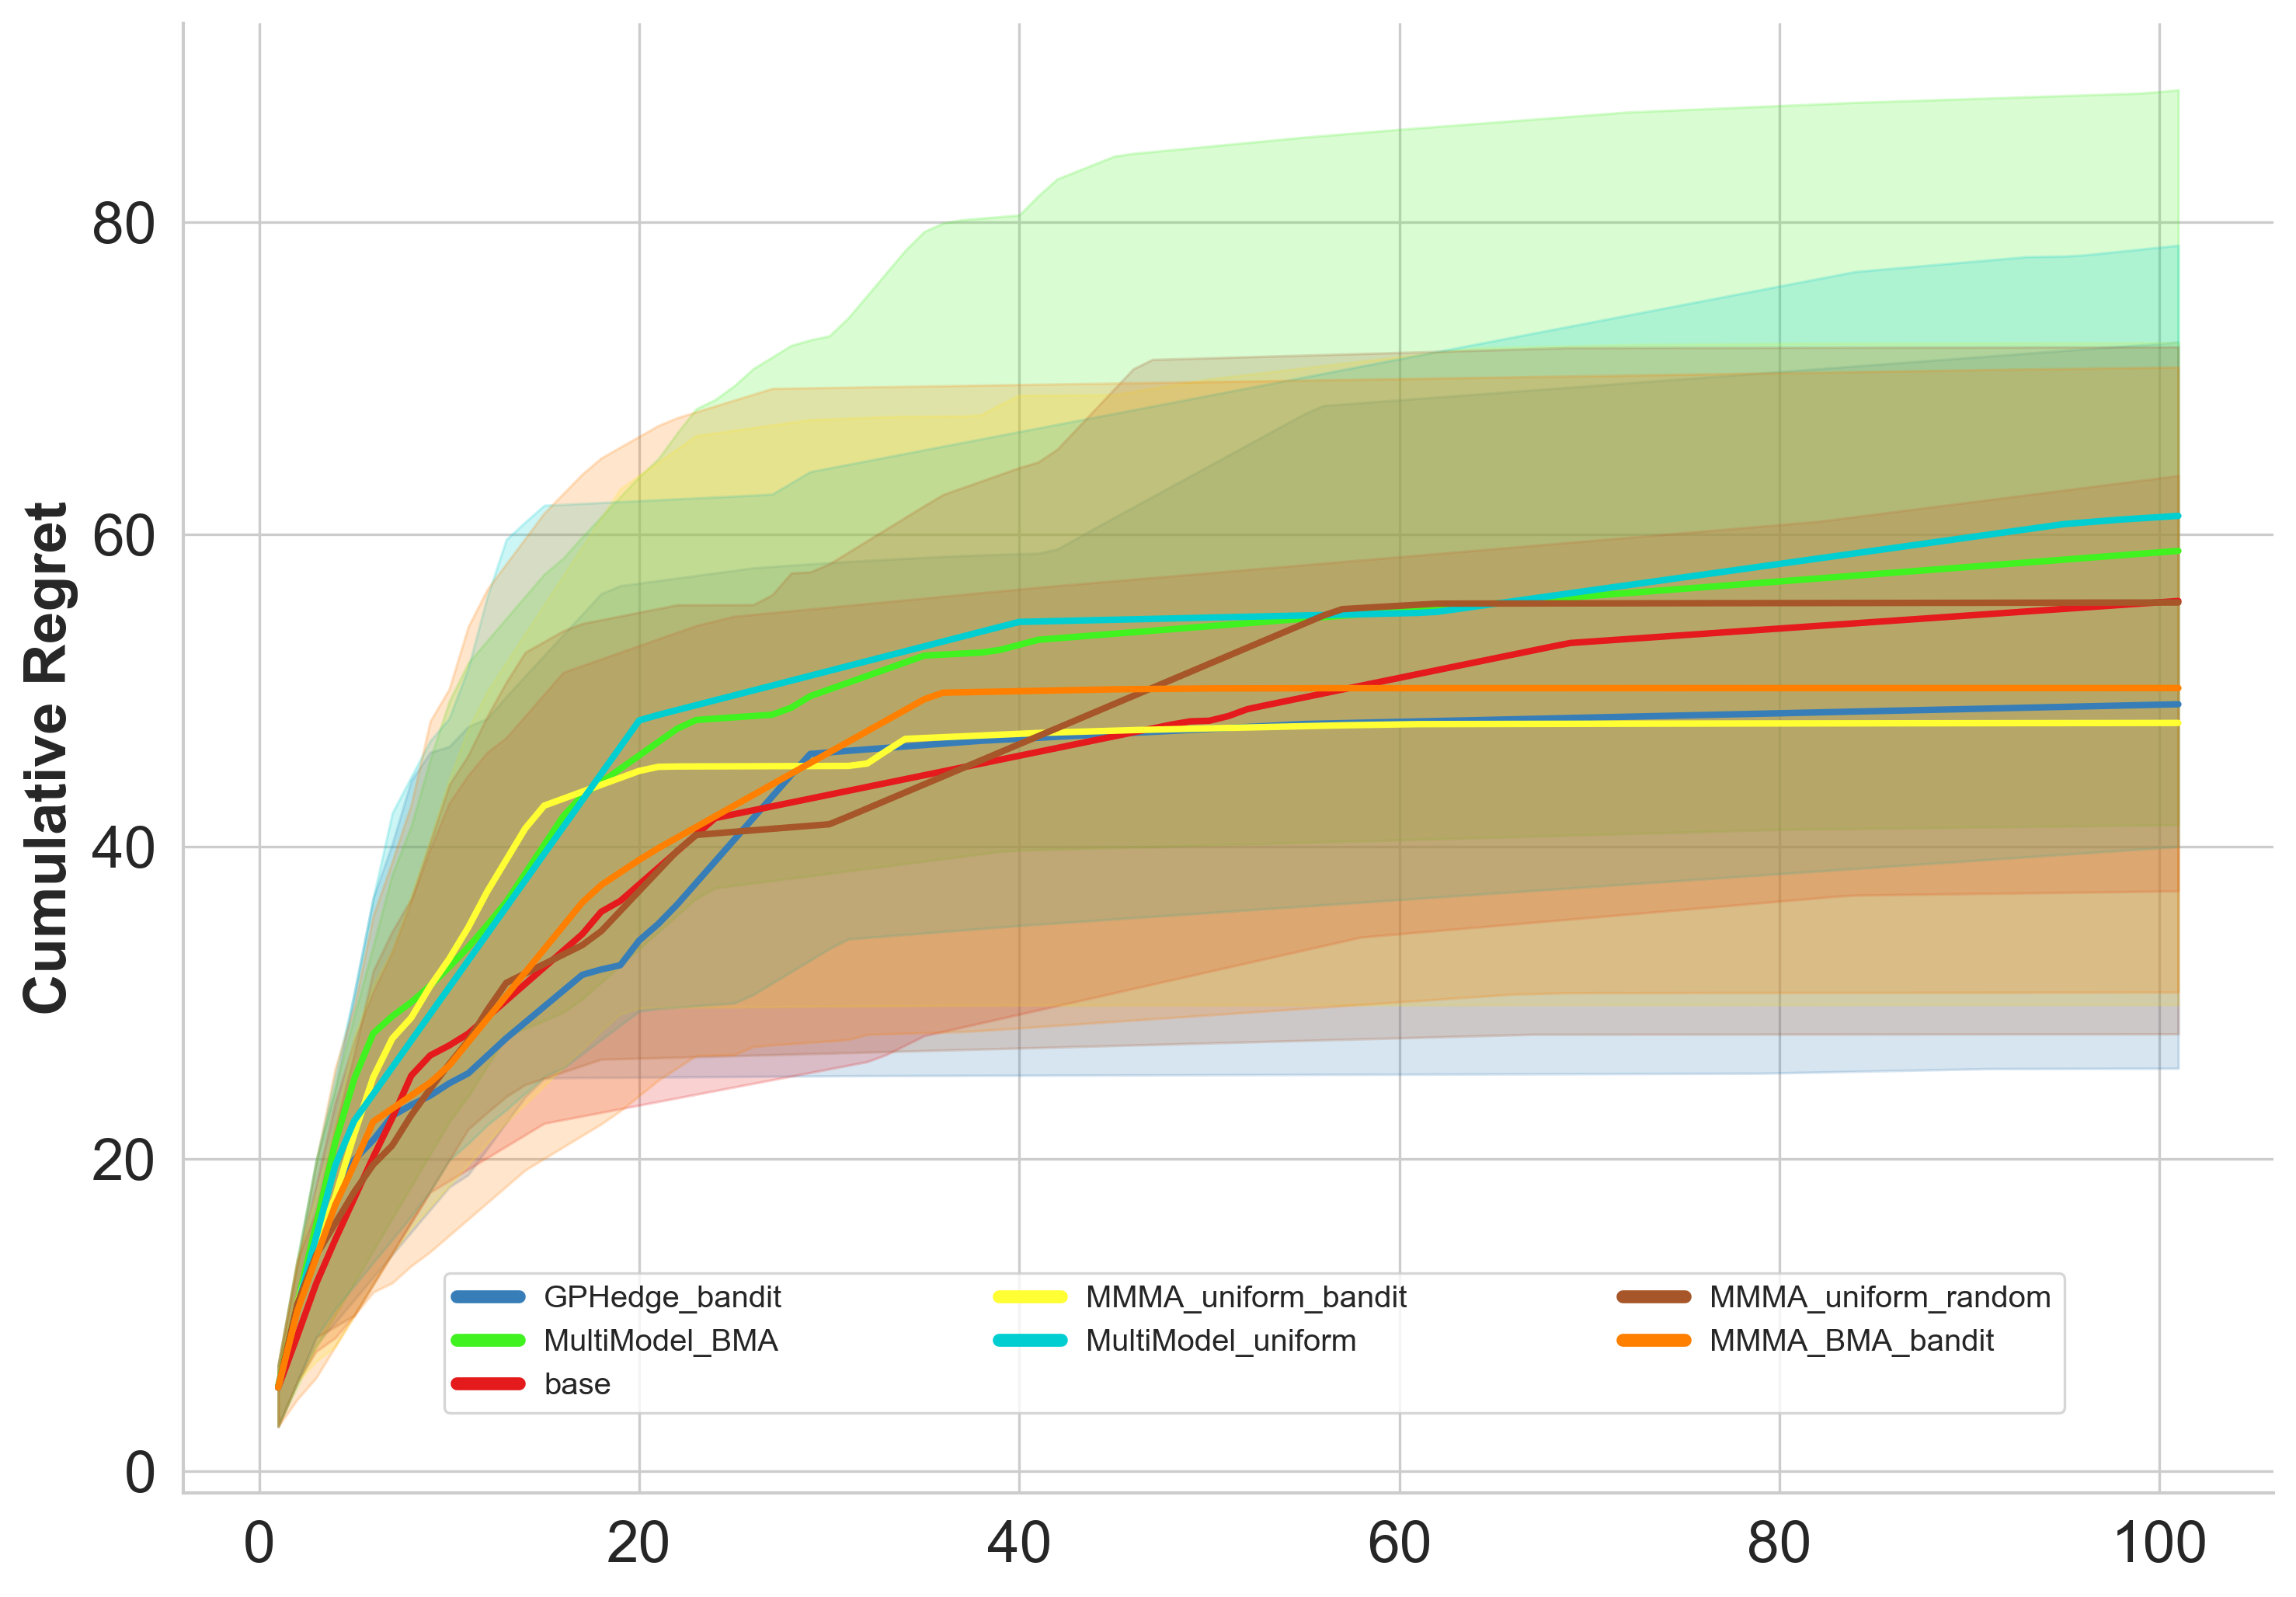 Cumulative Regret
80
60
40
20
0
GPHedge_bandit
MultiModel_BMA
base
MMMA_uniform_bandit
MultiModel_uniform
MMMA_uniform_random
MMMA_BMA_bandit
0 20 40 60 80 100